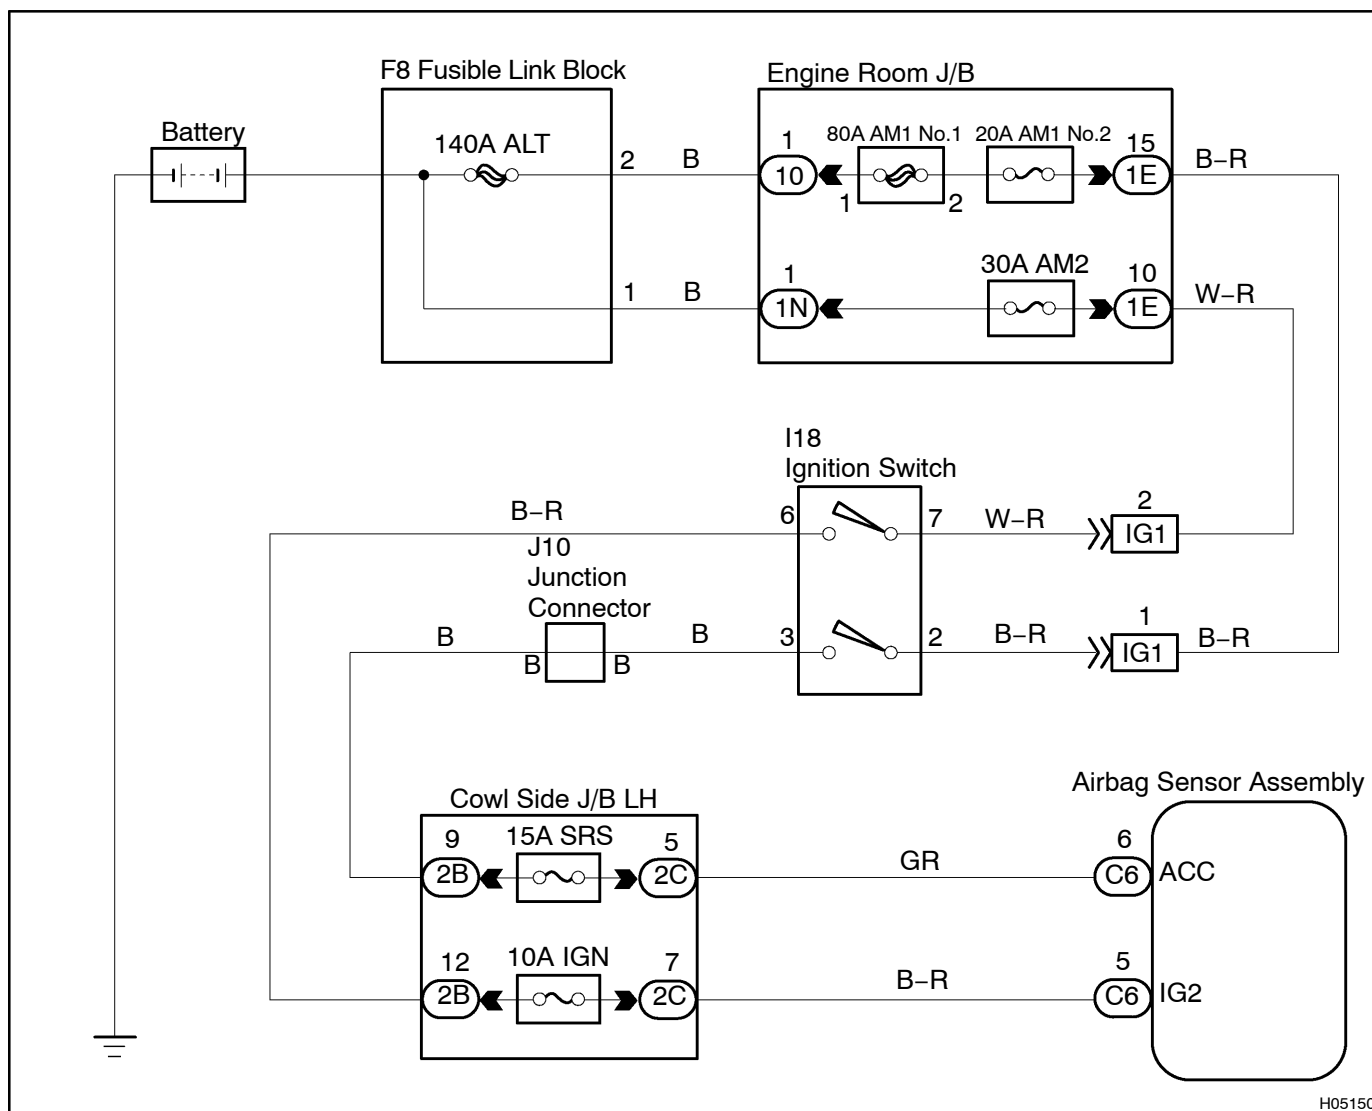 F8 Fusible Link Block
Engine Room J/B
Battery
140A ALT
2
B
1
10
80A AM1 No.1
1
2
20A AM1 No.2
15
1E
B–R
1
B
1
1N
30A AM2
10
1E
W–R
I18
Ignition Switch
B–R
6
7
W–R
2
IG1
J10
Junction
Connector
B
B
B
B
3
2
B–R
1
IG1
B–R
Cowl Side J/B LH
Airbag Sensor Assembly
9
2B
15A SRS
5
2C
GR
6
C6
ACC
12
2B
10A IGN
7
2C
B–R
5
C6
IG2
H05150